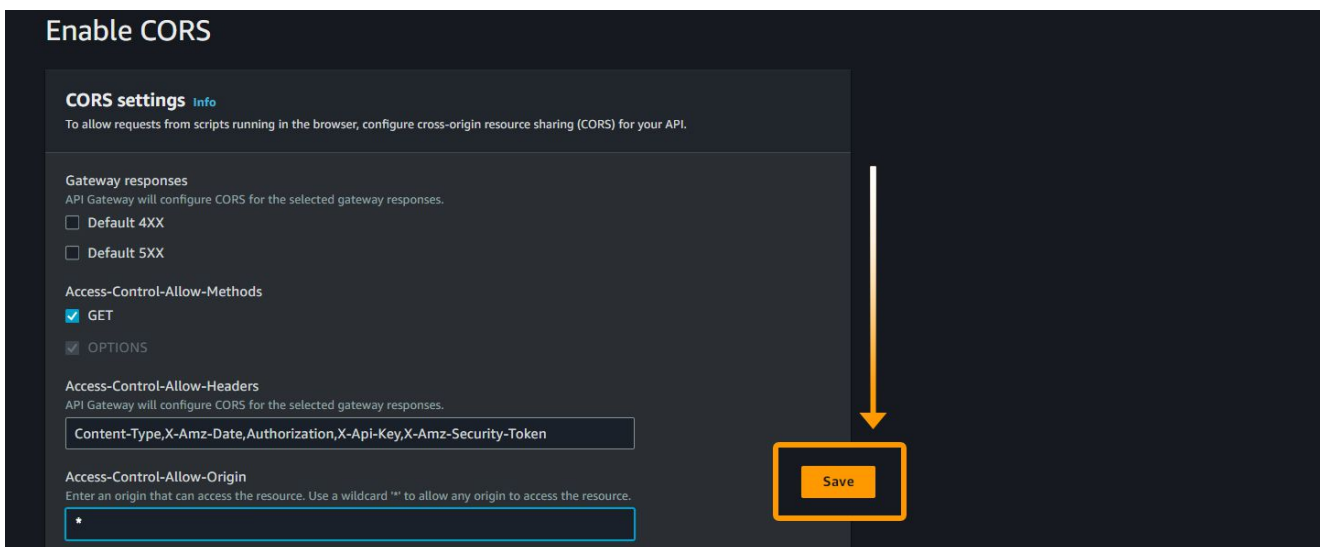 Enable CORS
CORS settings Info
To allow requests from scripts running in the browser, configure cross-origin resource sharing (CORS) for your API.
Gateway responses
API Gateway will configure CORS for the selected gateway responses.
Default 4XX
Default 5XX
Access-Control-Allow-Methods
GET
OPTIONS
Access-Control-Allow-Headers
API Gateway will configure CORS for the selected gateway responses.
Content-Type,X-Amz-Date,Authorization,X-Api-Key,X-Amz-Security-Token
Access-Control-Allow-Origin
Enter an origin that can access the resource. Use a wildcard '*' to allow any origin to access the resource.
*
Save